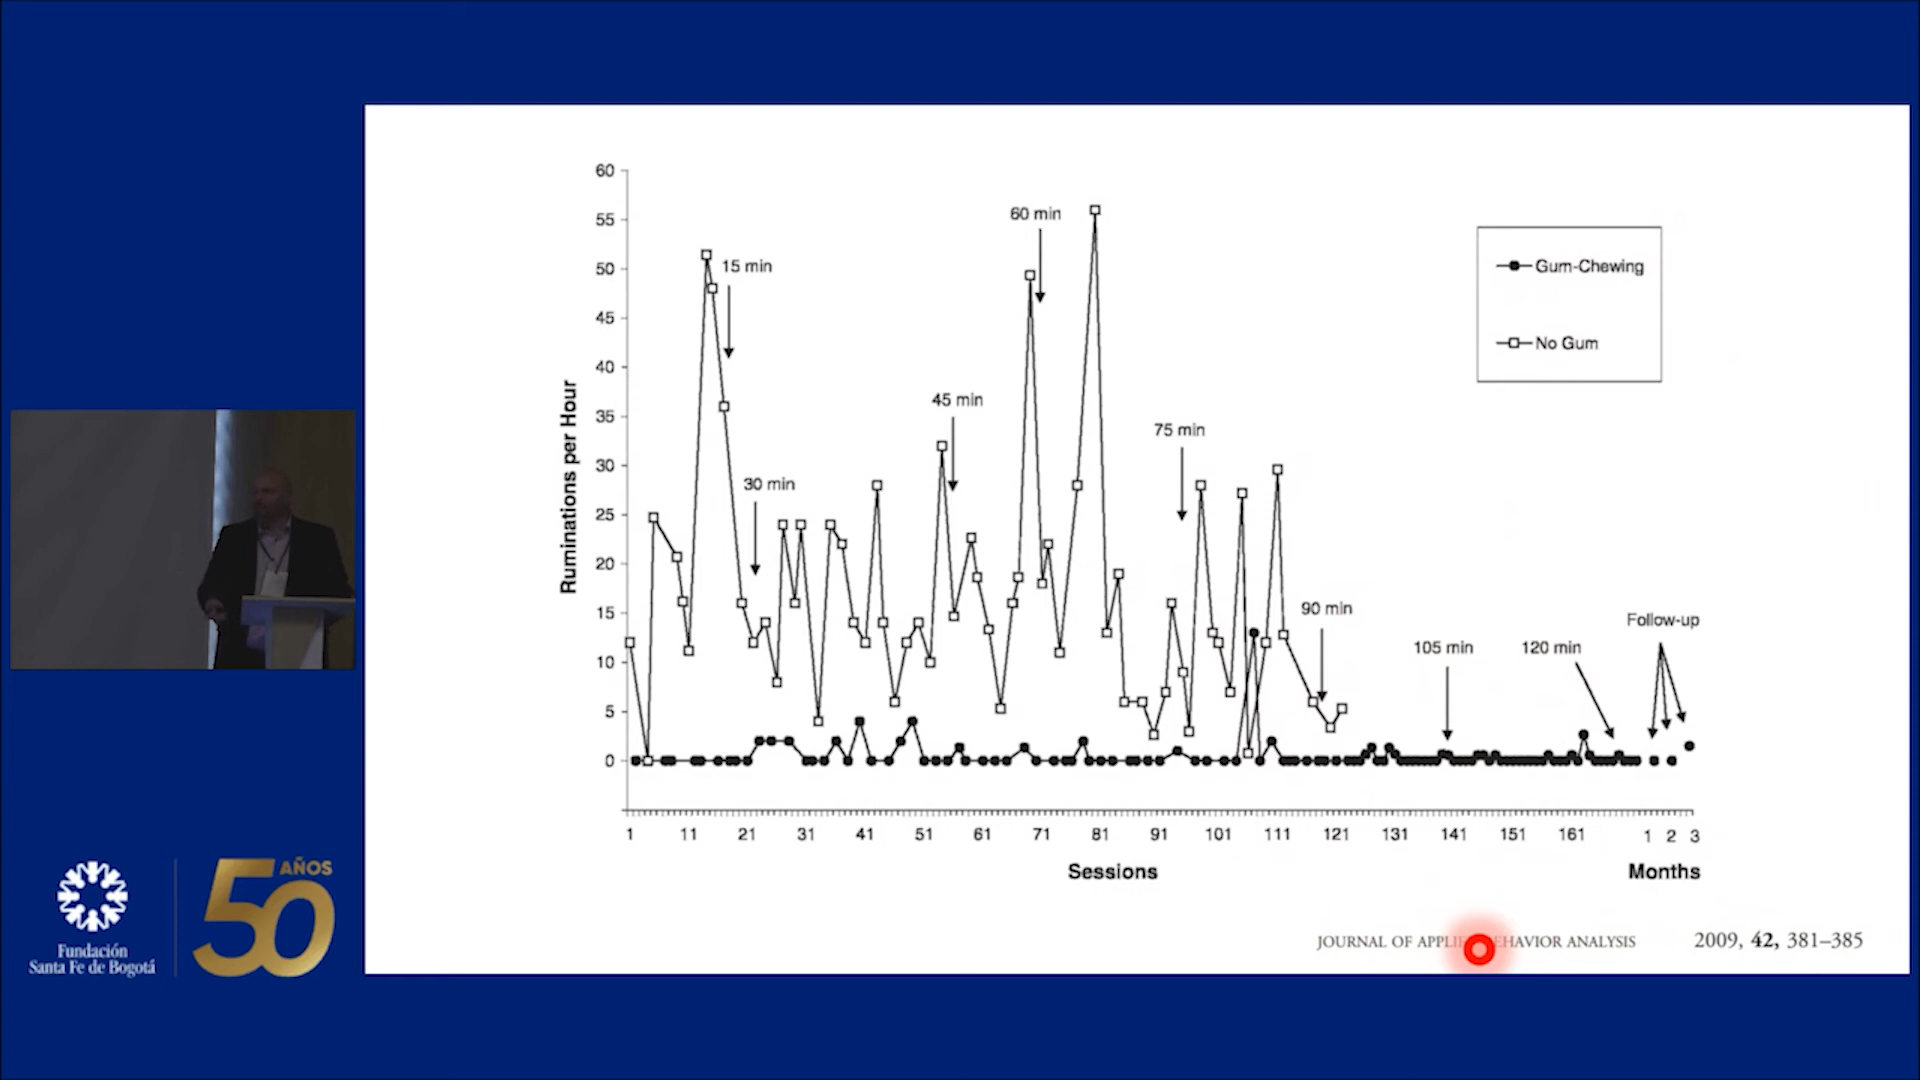 60
55
50
45
40
35
30
25
20
15
10
5
0
Ruminations per Hour
15 min
30 min
45 min
60 min
75 min
90 min
105 min
120 min
Follow-up
Gum-Chewing
No Gum
1 11 21 31 41 51 61 71 81 91 101 111 121 131 141 151 161 1 2 3
Sessions Months
JOURNAL OF APPLIED BEHAVIOR ANALYSIS 2009, 42, 381–385
50 AÑOS
Fundación
Santa Fe de Bogotá